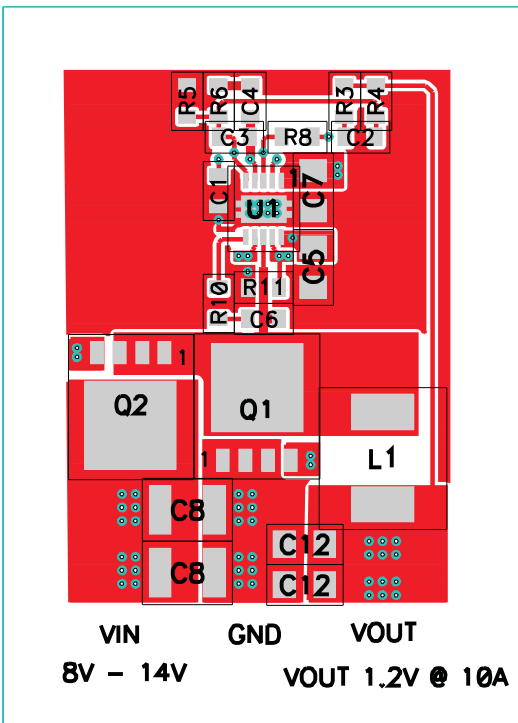 R5 R6 C4 R3 R4
C3 R8 C2
1
C1 U1 C7
C5
R10 R11
C6
1
Q2 Q1
1
L1
C8 C12
C8 C12
VIN GND VOUT
8V - 14V VOUT 1.2V @ 10A